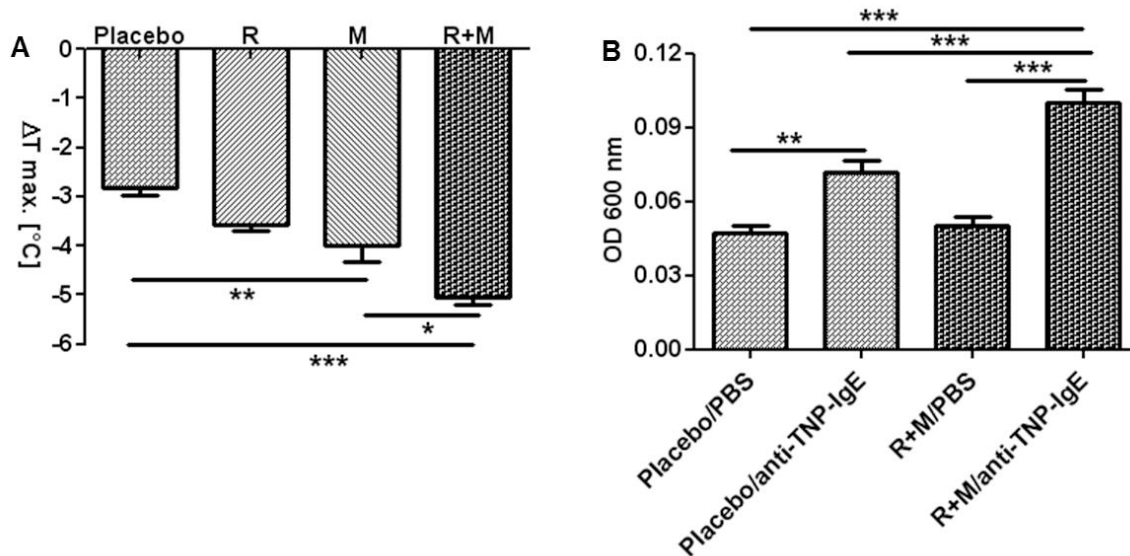 A
Placebo R M R+M
0
-1
-2
-3
-4
-5
-6
ΔT max. [°C]
**
*
***
B
***
***
***
**
0.12
0.09
0.06
0.03
0.00
OD 600 nm
Placebo/PBS
Placebo/anti-TNP-IgE
R+M/PBS
R+M/anti-TNP-IgE